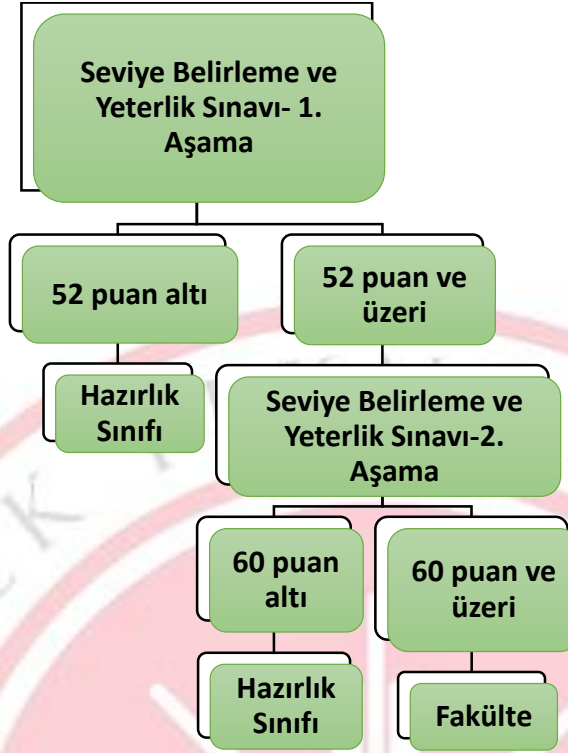 Seviye Belirleme ve
Yeterlik Sınavı- 1.
Aşama
52 puan altı
52 puan ve
üzeri
Hazırlık
Sınıfı
Seviye Belirleme ve
Yeterlik Sınavı-2.
Aşama
60 puan
altı
60 puan ve
üzeri
Hazırlık
Sınıfı
Fakülte